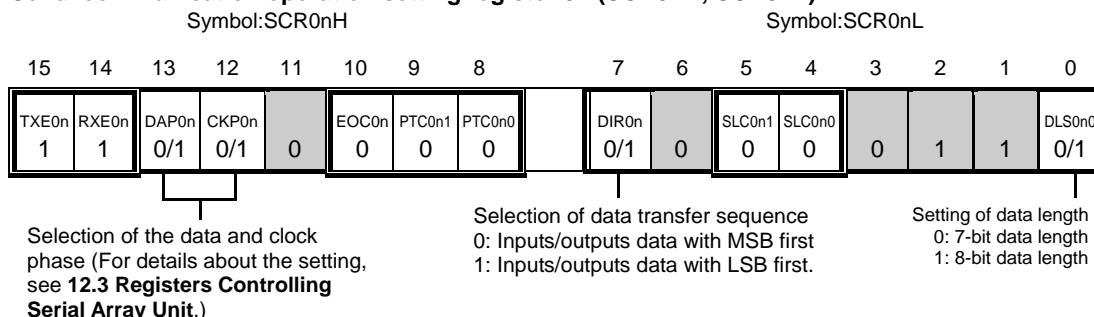 Symbol:SCR0nH Symbol:SCR0nL
15 14 13 12 11 10 9 8 7 6 5 4 3 2 1 0
TXE0n RXE0n DAP0n CKP0n EOC0n PTC0n1 PTC0n0 DIR0n SLC0n1 SLC0n0 DLS0n0
1 1 0/1 0/1 0 0 0 0 0/1 0 0 0 0 1 1 0/1
Selection of the data and clock
phase (For details about the setting,
see 12.3 Registers Controlling
Serial Array Unit.)
Selection of data transfer sequence
0: Inputs/outputs data with MSB first
1: Inputs/outputs data with LSB first.
Setting of data length
0: 7-bit data length
1: 8-bit data length